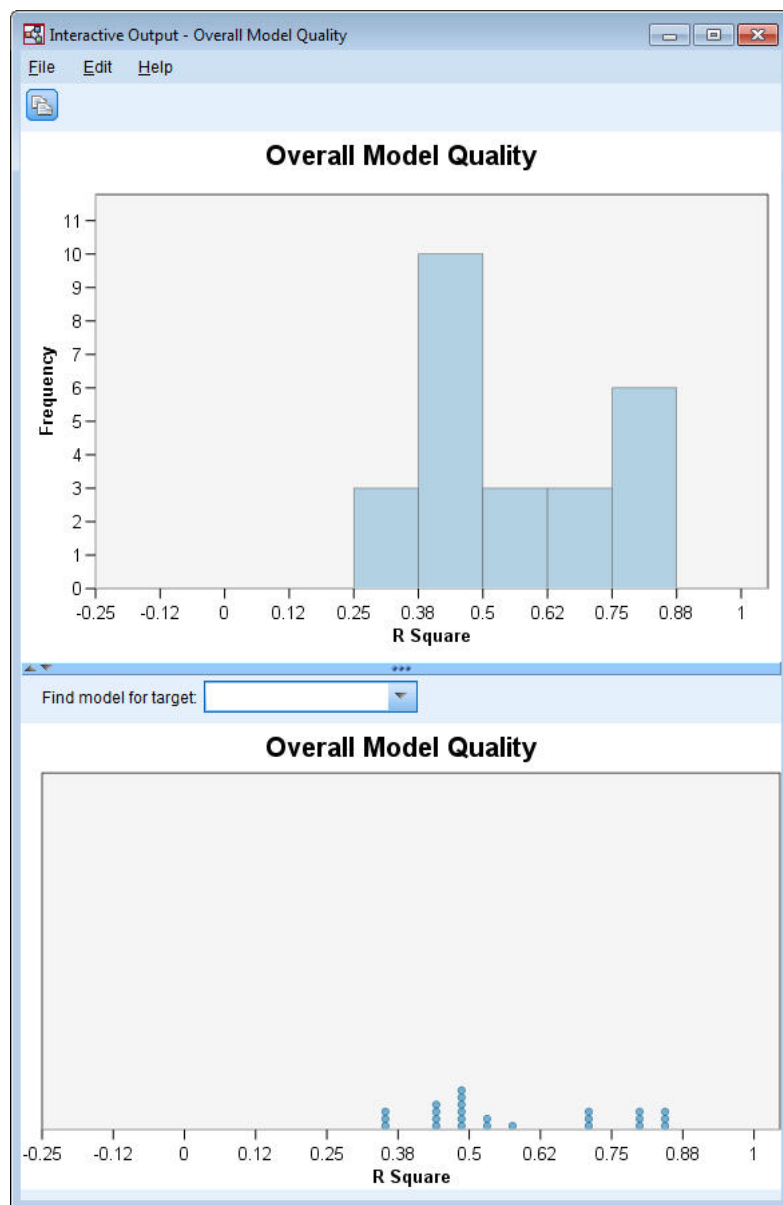 Interactive Output - Overall Model Quality
File Edit Help
Overall Model Quality
Frequency
11
10
9
8
7
6
5
4
3
2
1
0
-0.25 -0.12 0 0.12 0.25 0.38 0.5 0.62 0.75 0.88 1
R Square
Find model for target:
Overall Model Quality
-0.25 -0.12 0 0.12 0.25 0.38 0.5 0.62 0.75 0.88 1
R Square